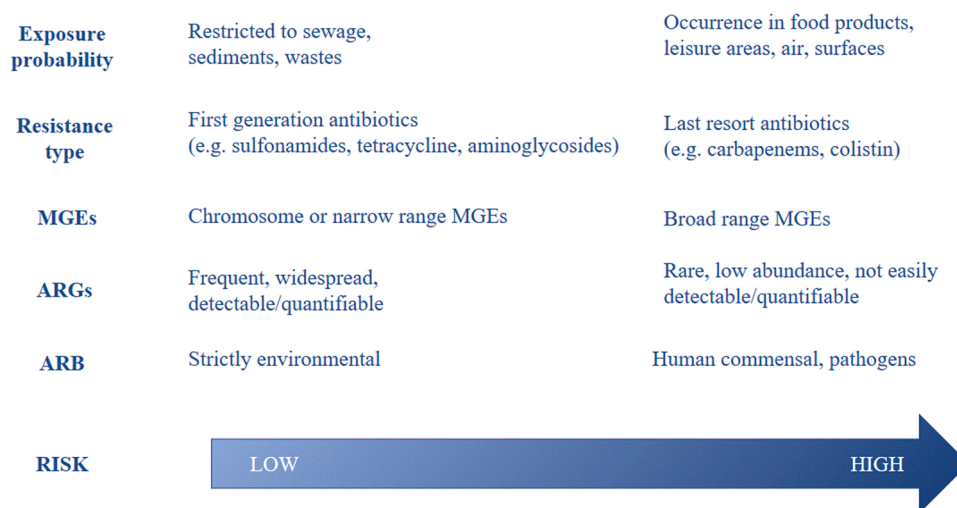 Exposure probability
Restricted to sewage,
sediments, wastes
Occurrence in food products,
leisure areas, air, surfaces
Resistance type
First generation antibiotics
(e.g. sulfonamides, tetracycline, aminoglycosides)
Last resort antibiotics
(e.g. carbapenems, colistin)
MGEs
Chromosome or narrow range MGEs
Broad range MGEs
ARGs
Frequent, widespread,
detectable/quantifiable
Rare, low abundance, not easily
detectable/quantifiable
ARB
Strictly environmental
Human commensal, pathogens
RISK
LOW
HIGH